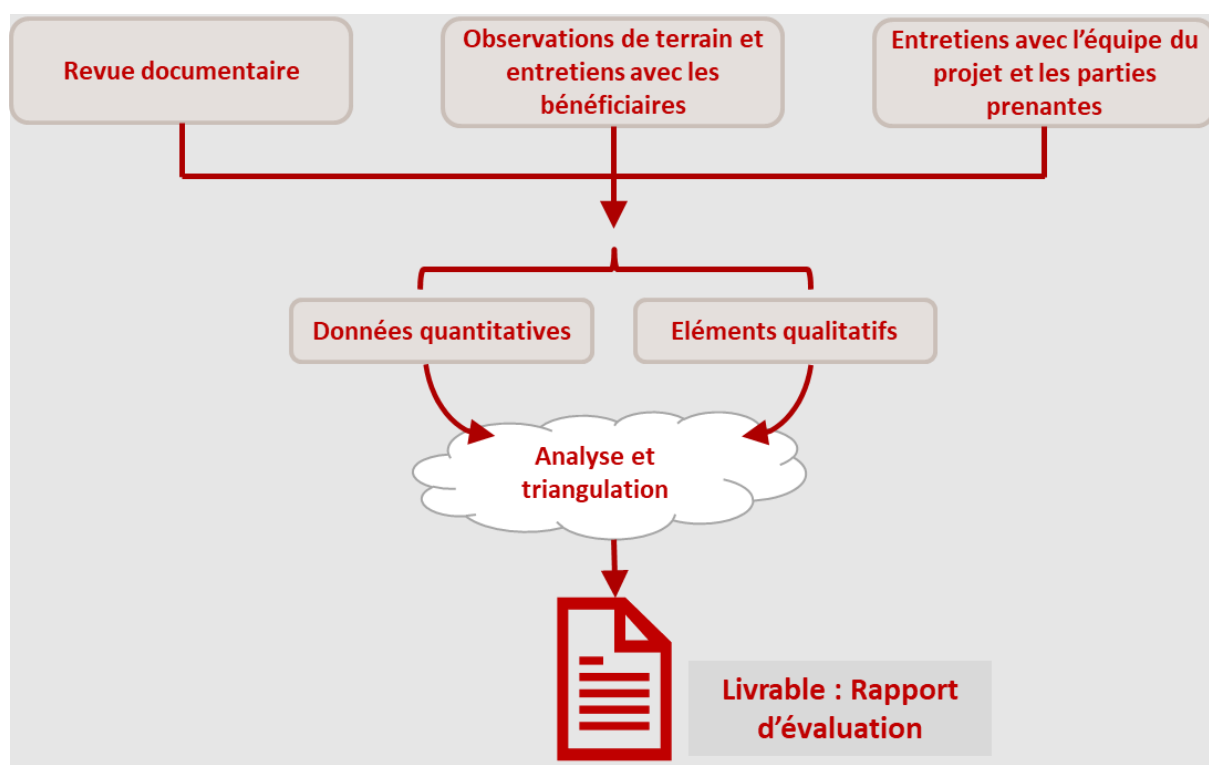 Revue documentaire
Observations de terrain et
entretiens avec les
bénéficiaires
Entretiens avec l’équipe du
projet et les parties
prenantes
Données quantitatives
Eléments qualitatifs
Analyse et
triangulation
Livrable : Rapport
d’évaluation